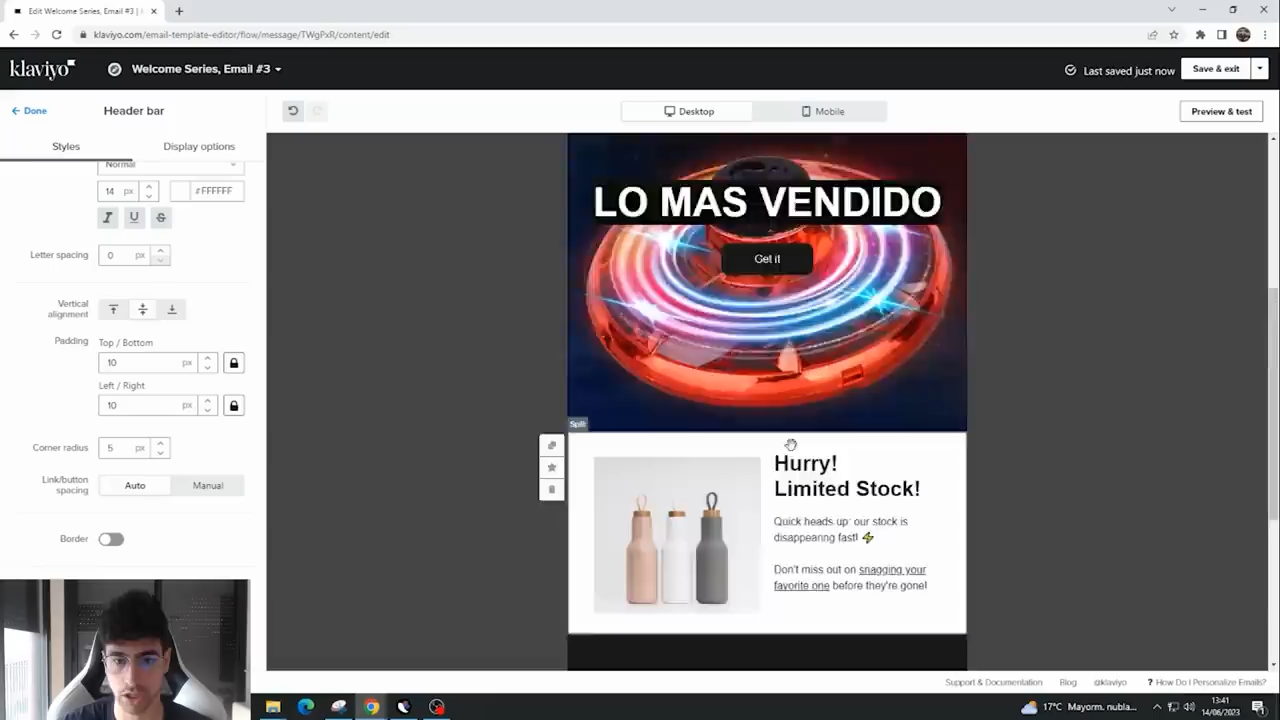 Edit Welcome Series, Email #3 |
klaviyo.com/email-template-editor/flow/message/TWgPxR/content/edit
klaviyo
Welcome Series, Email #3
Last saved just now
Save & exit
Done
Header bar
Desktop
Mobile
Preview & test
Styles
Display options
Normal
14 px
#FFFFFF
I U S
Letter spacing
0 px
Vertical
alignment
Padding
Top / Bottom
10 px
Left / Right
10 px
Corner radius
5 px
Link/button
spacing
Auto
Manual
Border
LO MAS VENDIDO
Get it
Split
Hurry!
Limited Stock!
Quick heads up: our stock is
disappearing fast! ⚡
Don't miss out on snagging your
favorite one before they're gone!
Support & Documentation
Blog
@klaviyo
? How Do I Personalize Emails?
17°C Mayorm. nubla...
13:41
14/06/2023